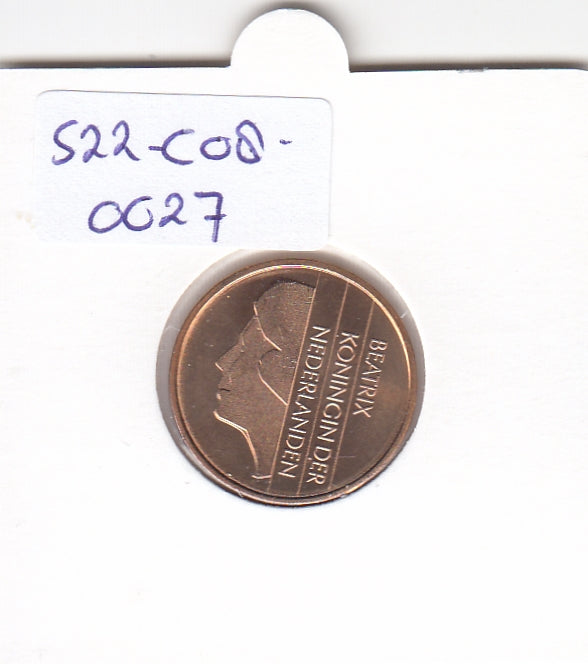 S22-C08-
0027
BEATRIX
KONINGIN DER
NEDERLANDEN